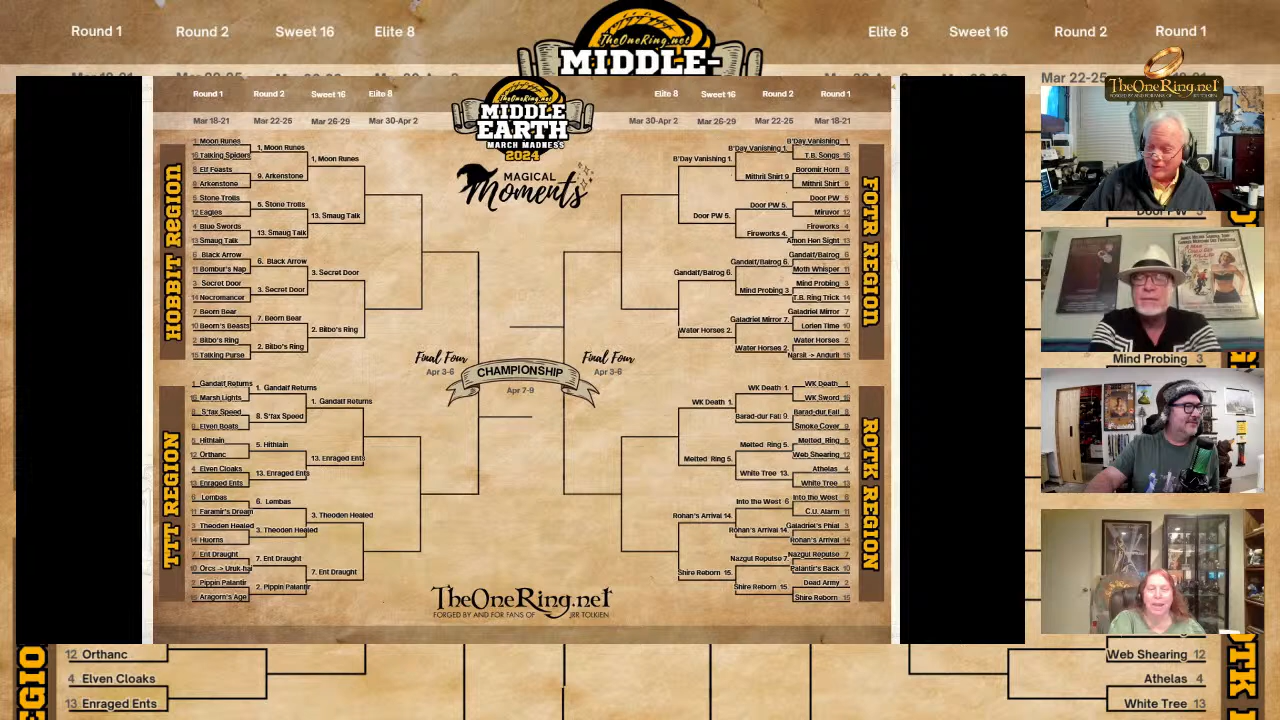 Round 1
Round 2
Sweet 16
Elite 8
TheOneRing.net
MIDDLE-
Elite 8
Sweet 16
Round 2
Round 1
Mar 22-25
TheOneRing.net
FORGED BY AND FOR FANS OF JRR TOLKIEN
Round 1
Round 2
Sweet 16
Elite 8
Mar 18-21
Mar 22-25
Mar 26-29
Mar 30-Apr 2
TheOneRing.net
MIDDLE
EARTH
MARCH MADNESS
2024
Elite 8
Sweet 16
Round 2
Round 1
Mar 30-Apr 2
Mar 26-29
Mar 22-25
Mar 18-21
MAGICAL
Moments
HOBBIT REGION
1 Moon Runes
16 Talking Spiders
8 Elf Feasts
9 Arkenstone
5 Stone Trolls
12 Eagles
4 Blue Swords
13 Smaug Talk
6 Black Arrow
11 Bombur's Nap
3 Secret Door
14 Necromancer
7 Beorn Bear
10 Beorn's Beasts
2 Bilbo's Ring
15 Talking Purse
1. Moon Runes
9. Arkenstone
5. Stone Trolls
13. Smaug Talk
6. Black Arrow
3. Secret Door
7. Beorn Bear
2. Bilbo's Ring
1. Moon Runes
13. Smaug Talk
3. Secret Door
2. Bilbo's Ring
FOTR REGION
B'Day Vanishing 1
T.B. Songs 16
Boromir Horn 8
Mithril Shirt 9
Door PW 5
Miruvor 12
Fireworks 4
Amon Hen Sight 13
Gandalf/Balrog 6
Moth Whisper 11
Mind Probing 3
T.B. Ring Trick 14
Galadriel Mirror 7
Lorien Time 10
Water Horses 2
Narsil -> Anduril 15
B'Day Vanishing 1.
Mithril Shirt 9
Door PW 5.
Fireworks 4.
Gandalf/Balrog 6.
Mind Probing 3
Galadriel Mirror 7.
Water Horses 2.
B'Day Vanishing 1.
Door PW 5.
Gandalf/Balrog 6.
Water Horses 2.
Final Four
Apr 3-6
CHAMPIONSHIP
Apr 7-9
Final Four
Apr 3-6
TTT REGION
1 Gandalf Returns
16 Marsh Lights
8 S'fax Speed
9 Elven Boats
5 Hithlain
12 Orthanc
4 Elven Cloaks
13 Enraged Ents
6 Lembas
11 Faramir's Dream
3 Theoden Healed
14 Huorns
7 Ent Draught
10 Orcs -> Uruk-hai
2 Pippin Palantir
15 Aragorn's Age
1. Gandalf Returns
8. S'fax Speed
5. Hithlain
13. Enraged Ents
6. Lembas
3. Theoden Healed
7. Ent Draught
2. Pippin Palantir
1. Gandalf Returns
13. Enraged Ents
3. Theoden Healed
7. Ent Draught
ROTK REGION
WK Death 1
WK Sword 16
Barad-dur Fall 8
Smoke Cover 9
Melted Ring 5
Web Shearing 12
Athelas 4
White Tree 13
Into the West 6
C.U. Alarm 11
Galadriel's Phial 3
Rohan's Arrival 14
Nazgul Repulse 7
Palantir's Back 10
Dead Army 2
Shire Reborn 15
WK Death 1.
Barad-dur Fall 9.
Melted Ring 5.
White Tree 13.
Into the West 6
Rohan's Arrival 14.
Nazgul Repulse 7.
Shire Reborn 15.
WK Death 1.
Melted Ring 5.
Rohan's Arrival 14.
Shire Reborn 15.
TheOneRing.net
FORGED BY AND FOR FANS OF JRR TOLKIEN
Door PW 5
Mind Probing 3
12 Orthanc
4 Elven Cloaks
13 Enraged Ents
Web Shearing 12
Athelas 4
White Tree 13